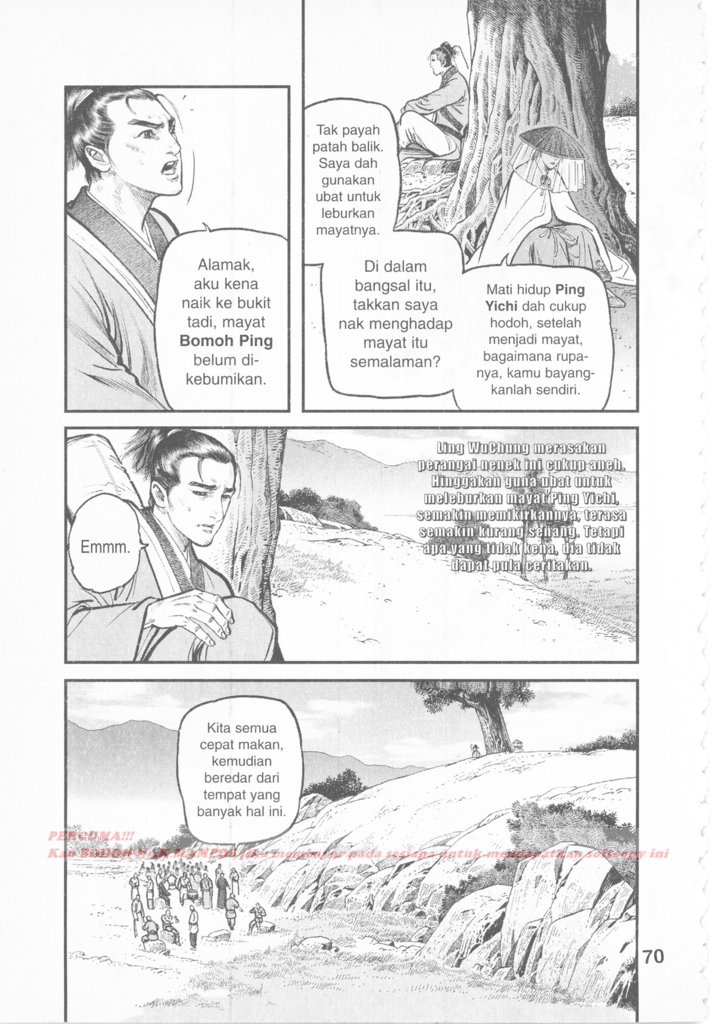 Alamak,
aku kena
naik ke bukit
tadi, mayat
Bomoh Ping
belum di-
kebumikan.
Tak payah
patah balik.
Saya dah
gunakan
ubat untuk
leburkan
mayatnya.
Di dalam
bangsal itu,
takkan saya
nak menghadap
mayat itu
semalaman?
Mati hidup Ping
Yichi dah cukup
hodoh, setelah
menjadi mayat,
bagaimana rupa-
nya, kamu bayang-
kanlah sendiri.
Emmm.
Ling WuChung merasakan
perangai nenek ini cukup aneh.
Hinggakan guna ubat untuk
meleburkan mayat Ping Yichi,
semakin memikirkannya, terasa
semakin kurang senang. Tetapi
apa yang tidak kena, dia tidak
dapat pula ceritakan.
Kita semua
cepat makan,
kemudian
beredar dari
tempat yang
banyak hal ini.
PERCUMA!!!
untuk mendapatkan softcopy ini
70